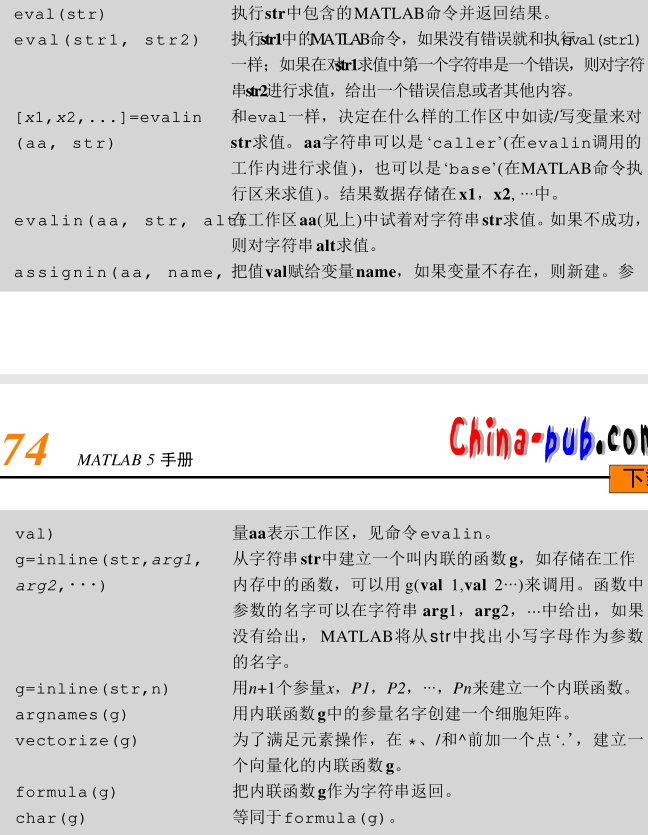 eval(str) 执行str中包含的MATLAB命令并返回结果。
eval(str1, str2) 执行str1中的MATLAB命令，如果没有错误就和执行eval(str1)
一样；如果在对str1求值中第一个字符串是一个错误，则对字符
串str2进行求值，给出一个错误信息或者其他内容。
[x1,x2,...]=evalin 和eval一样，决定在什么样的工作区中如读/写变量来对
(aa, str) str求值。aa字符串可以是‘caller’(在evalin调用的
工作内进行求值)，也可以是‘base’(在MATLAB命令执
行区来求值)。结果数据存储在x1，x2, …中。
evalin(aa, str, alt) 在工作区aa(见上)中试着对字符串str求值。如果不成功，
则对字符串alt求值。
assignin(aa, name, 把值val赋给变量name，如果变量不存在，则新建。参
74 MATLAB 5 手册
China-pub.com
下载
val) 量aa表示工作区，见命令evalin。
g=inline(str,arg1, 从字符串str中建立一个叫内联的函数g，如存储在工作
arg2,···) 内存中的函数，可以用 g(val 1,val 2…)来调用。函数中
参数的名字可以在字符串 arg1，arg2，…中给出，如果
没有给出， MATLAB将从str中找出小写字母作为参数
的名字。
g=inline(str,n) 用n+1个参量x，P1，P2，…，Pn来建立一个内联函数。
argnames(g) 用内联函数g中的参量名字创建一个细胞矩阵。
vectorize(g) 为了满足元素操作，在 *、/和^前加一个点‘.’，建立一
个向量化的内联函数g。
formula(g) 把内联函数g作为字符串返回。
char(g) 等同于formula(g)。